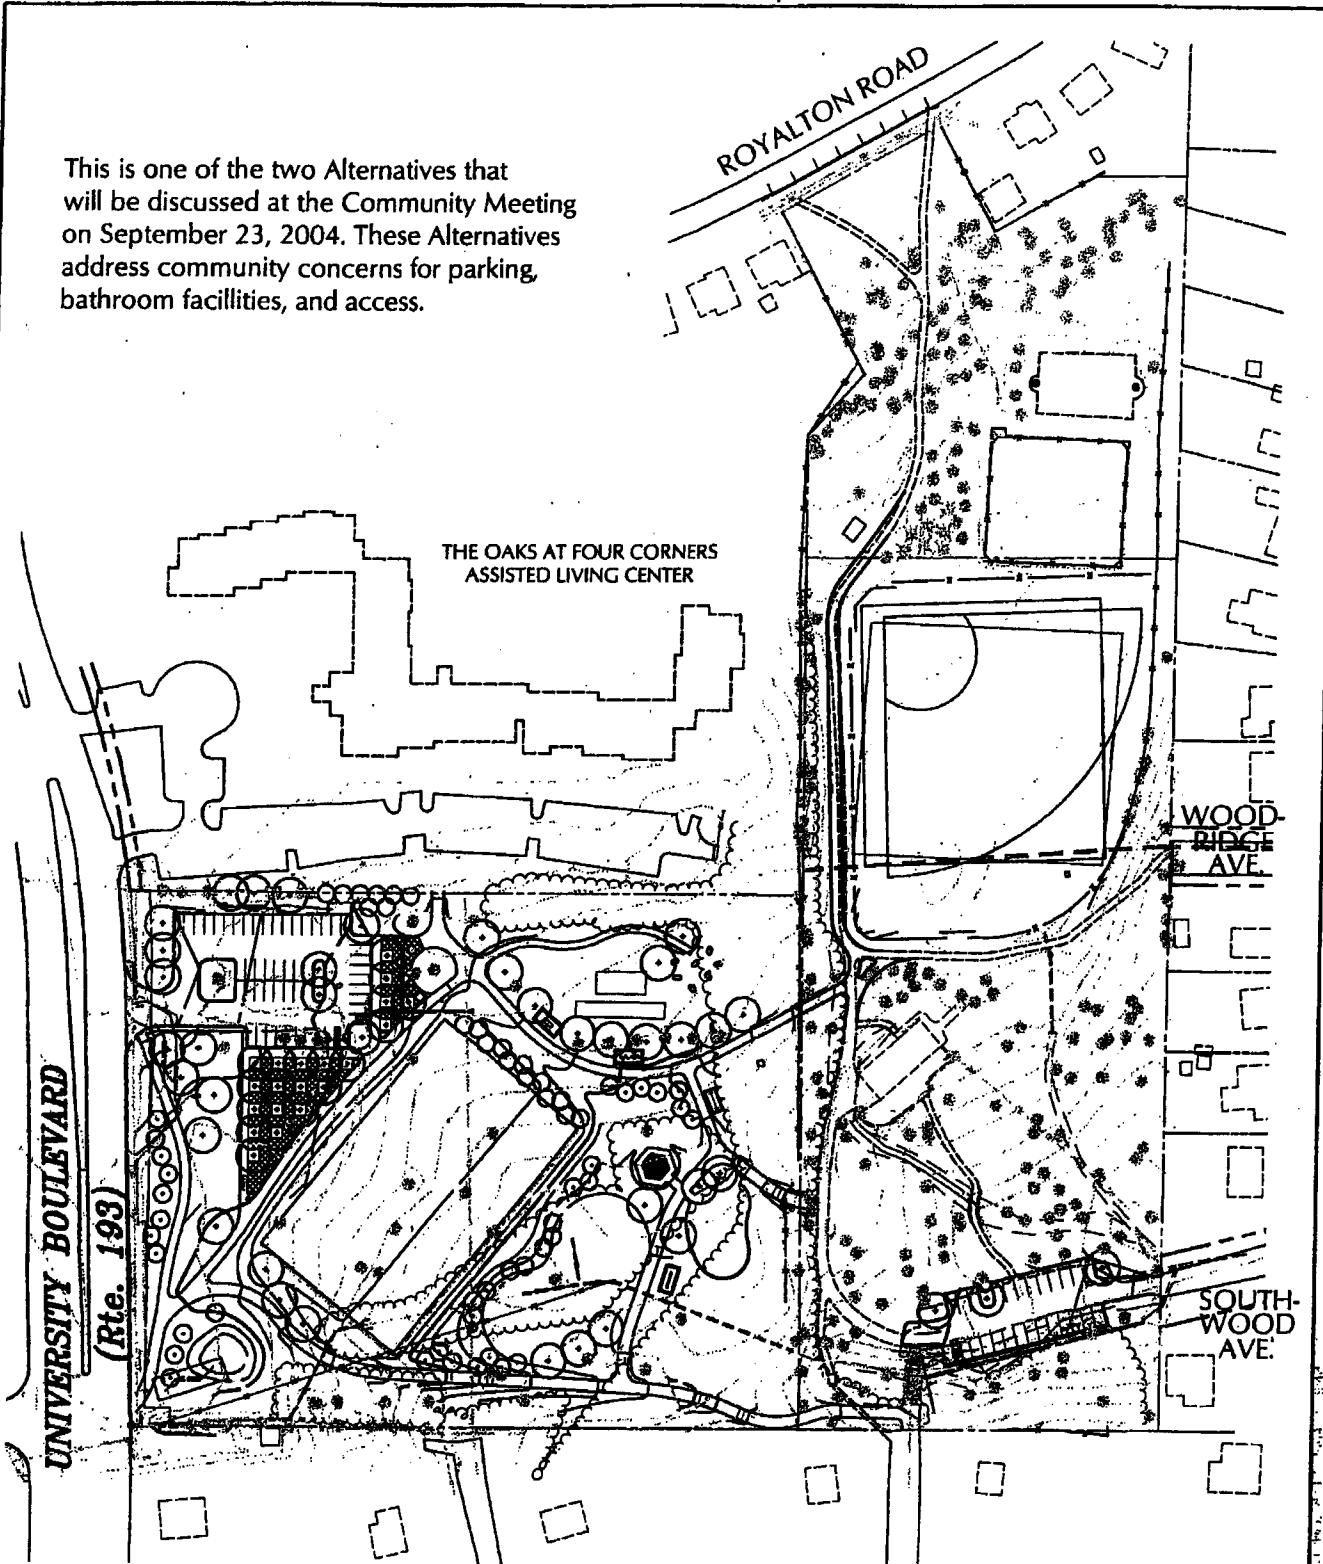 ROYALTON ROAD
This is one of the two Alternatives that
will be discussed at the Community Meeting
on September 23, 2004. These Alternatives
address community concerns for parking,
bathroom facillities, and access.
THE OAKS AT FOUR CORNERS
ASSISTED LIVING CENTER
WOOD-
RIDGE
AVE.
UNIVERSITY BOULEVARD
(Rte. 193)
SOUTH-
WOOD
AVE.